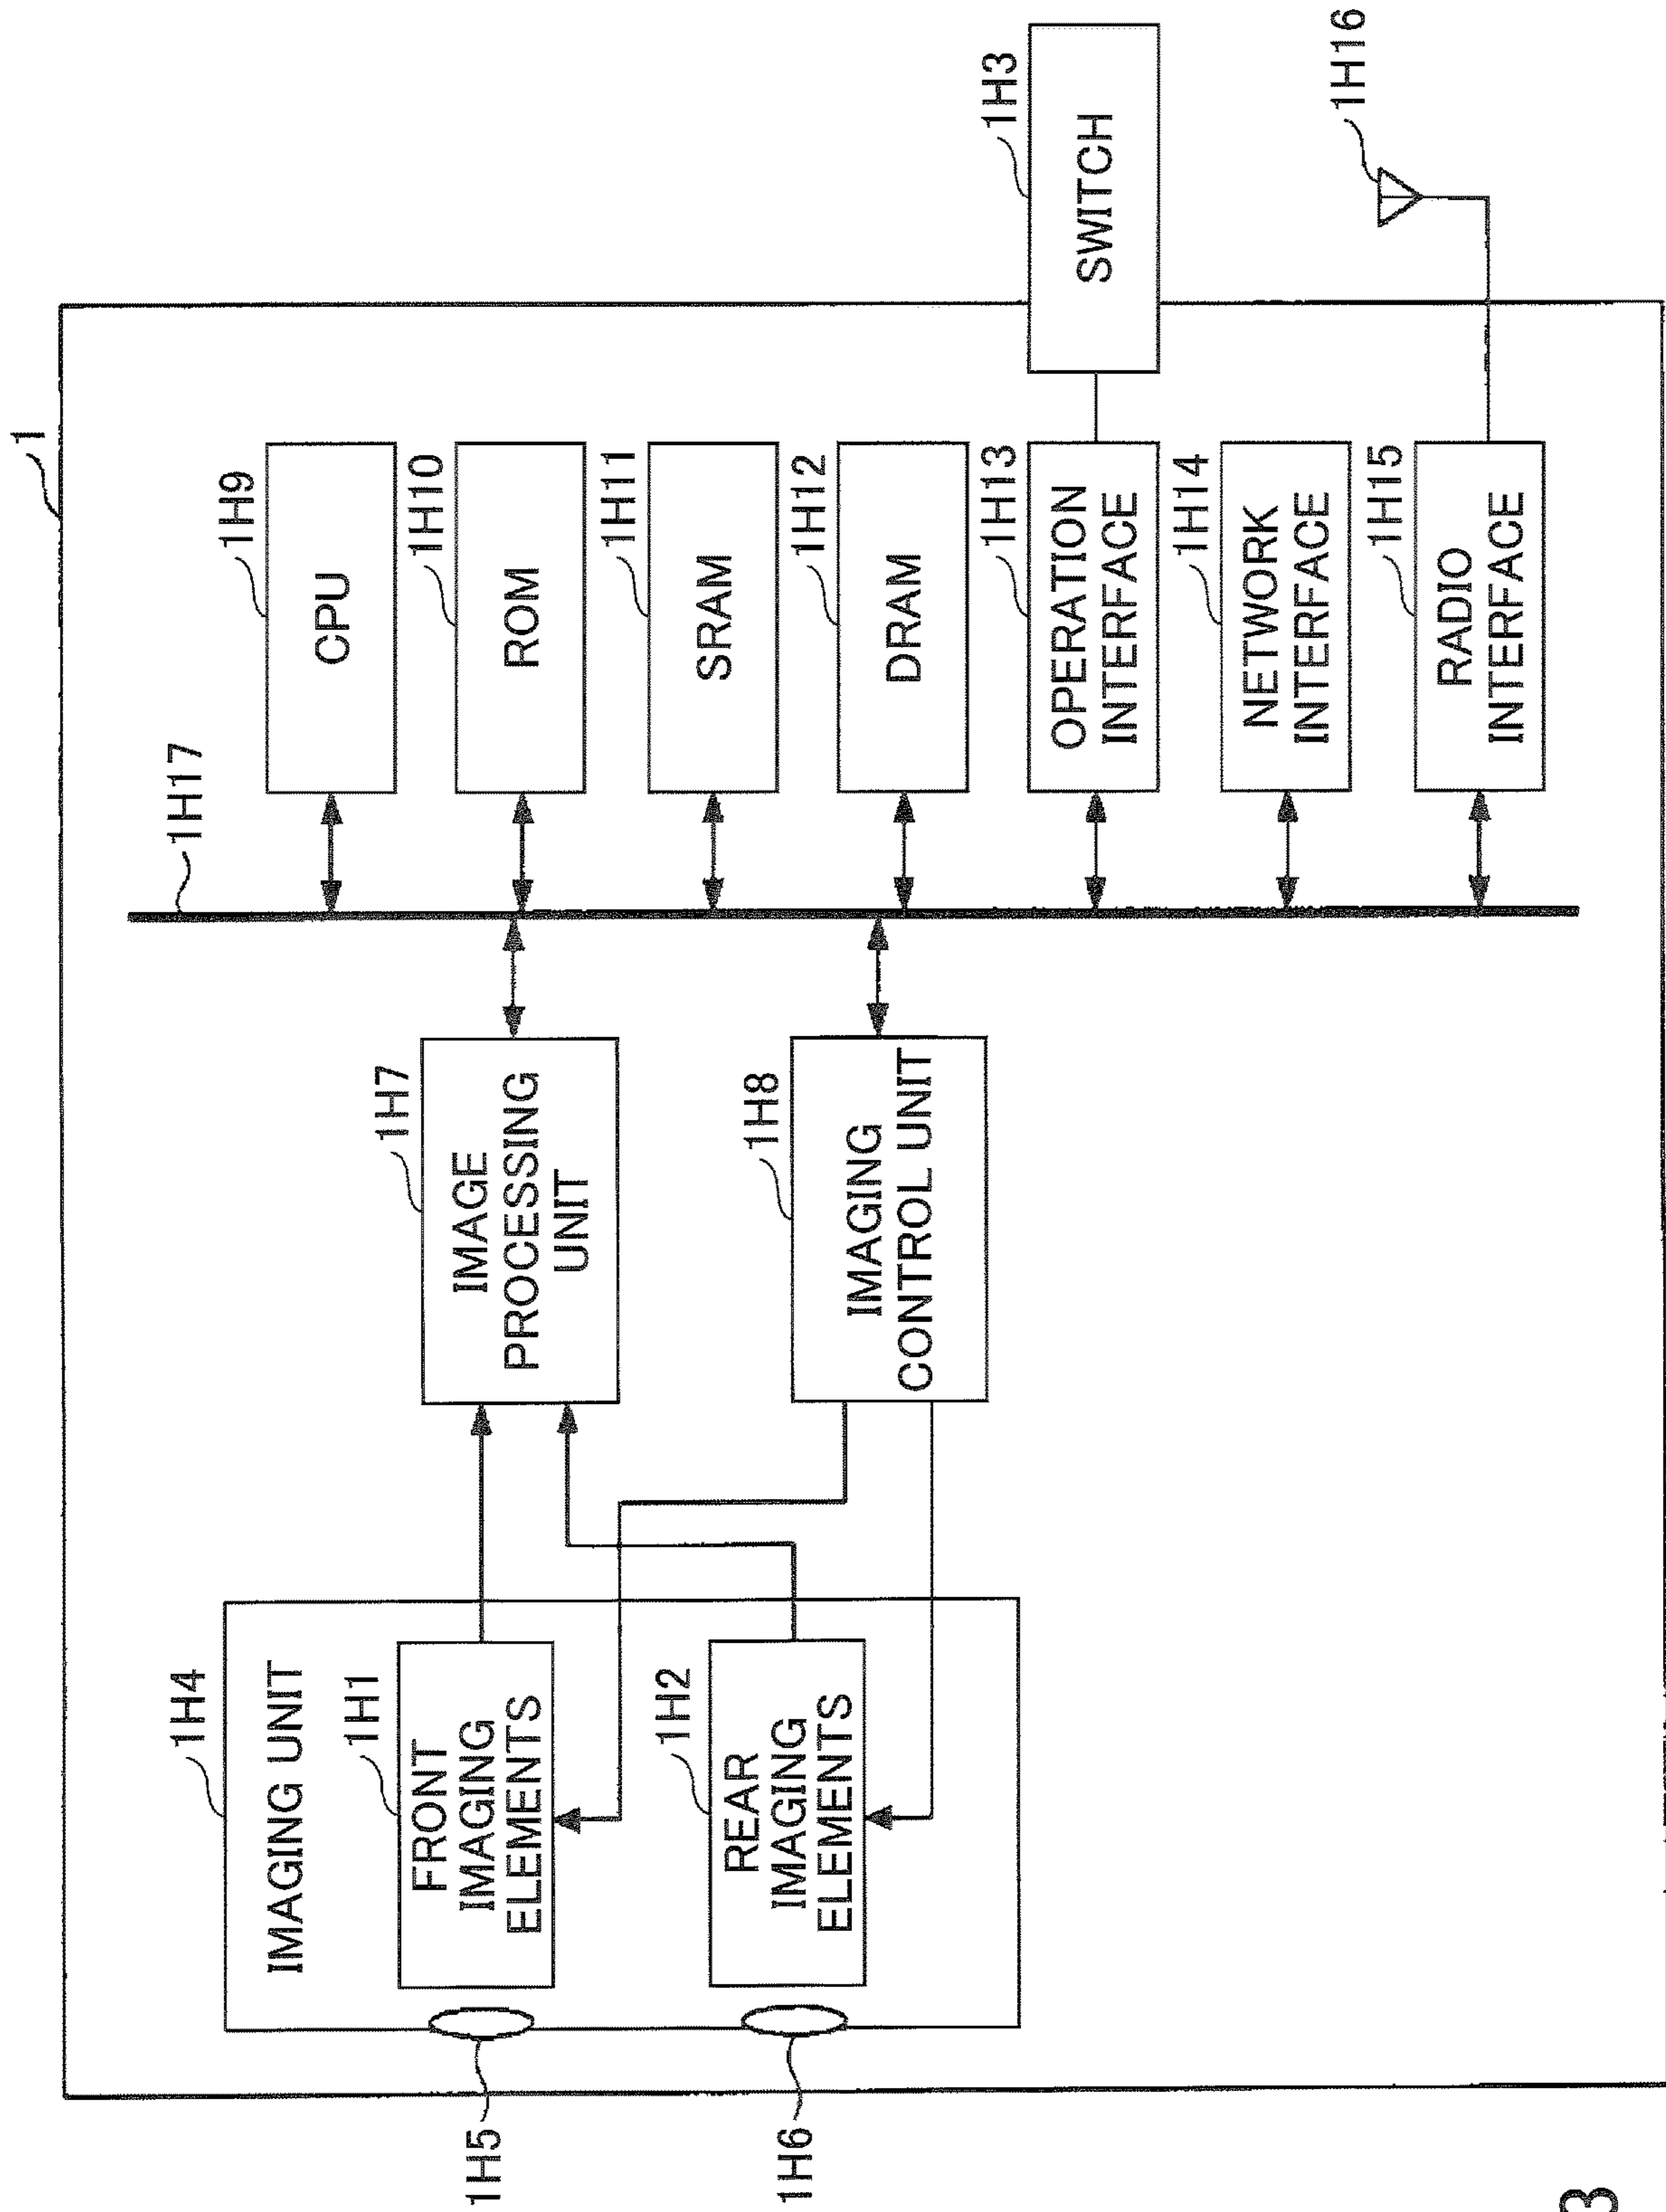 1
1H4
IMAGING UNIT
1H5
1H1
FRONT
IMAGING
ELEMENTS
1H6
1H2
REAR
IMAGING
ELEMENTS
1H7
IMAGE
PROCESSING
UNIT
1H8
IMAGING
CONTROL UNIT
1H17
1H9
CPU
1H10
ROM
1H11
SRAM
1H12
DRAM
1H13
OPERATION
INTERFACE
1H3
SWITCH
1H14
NETWORK
INTERFACE
1H15
RADIO
INTERFACE
1H16
3